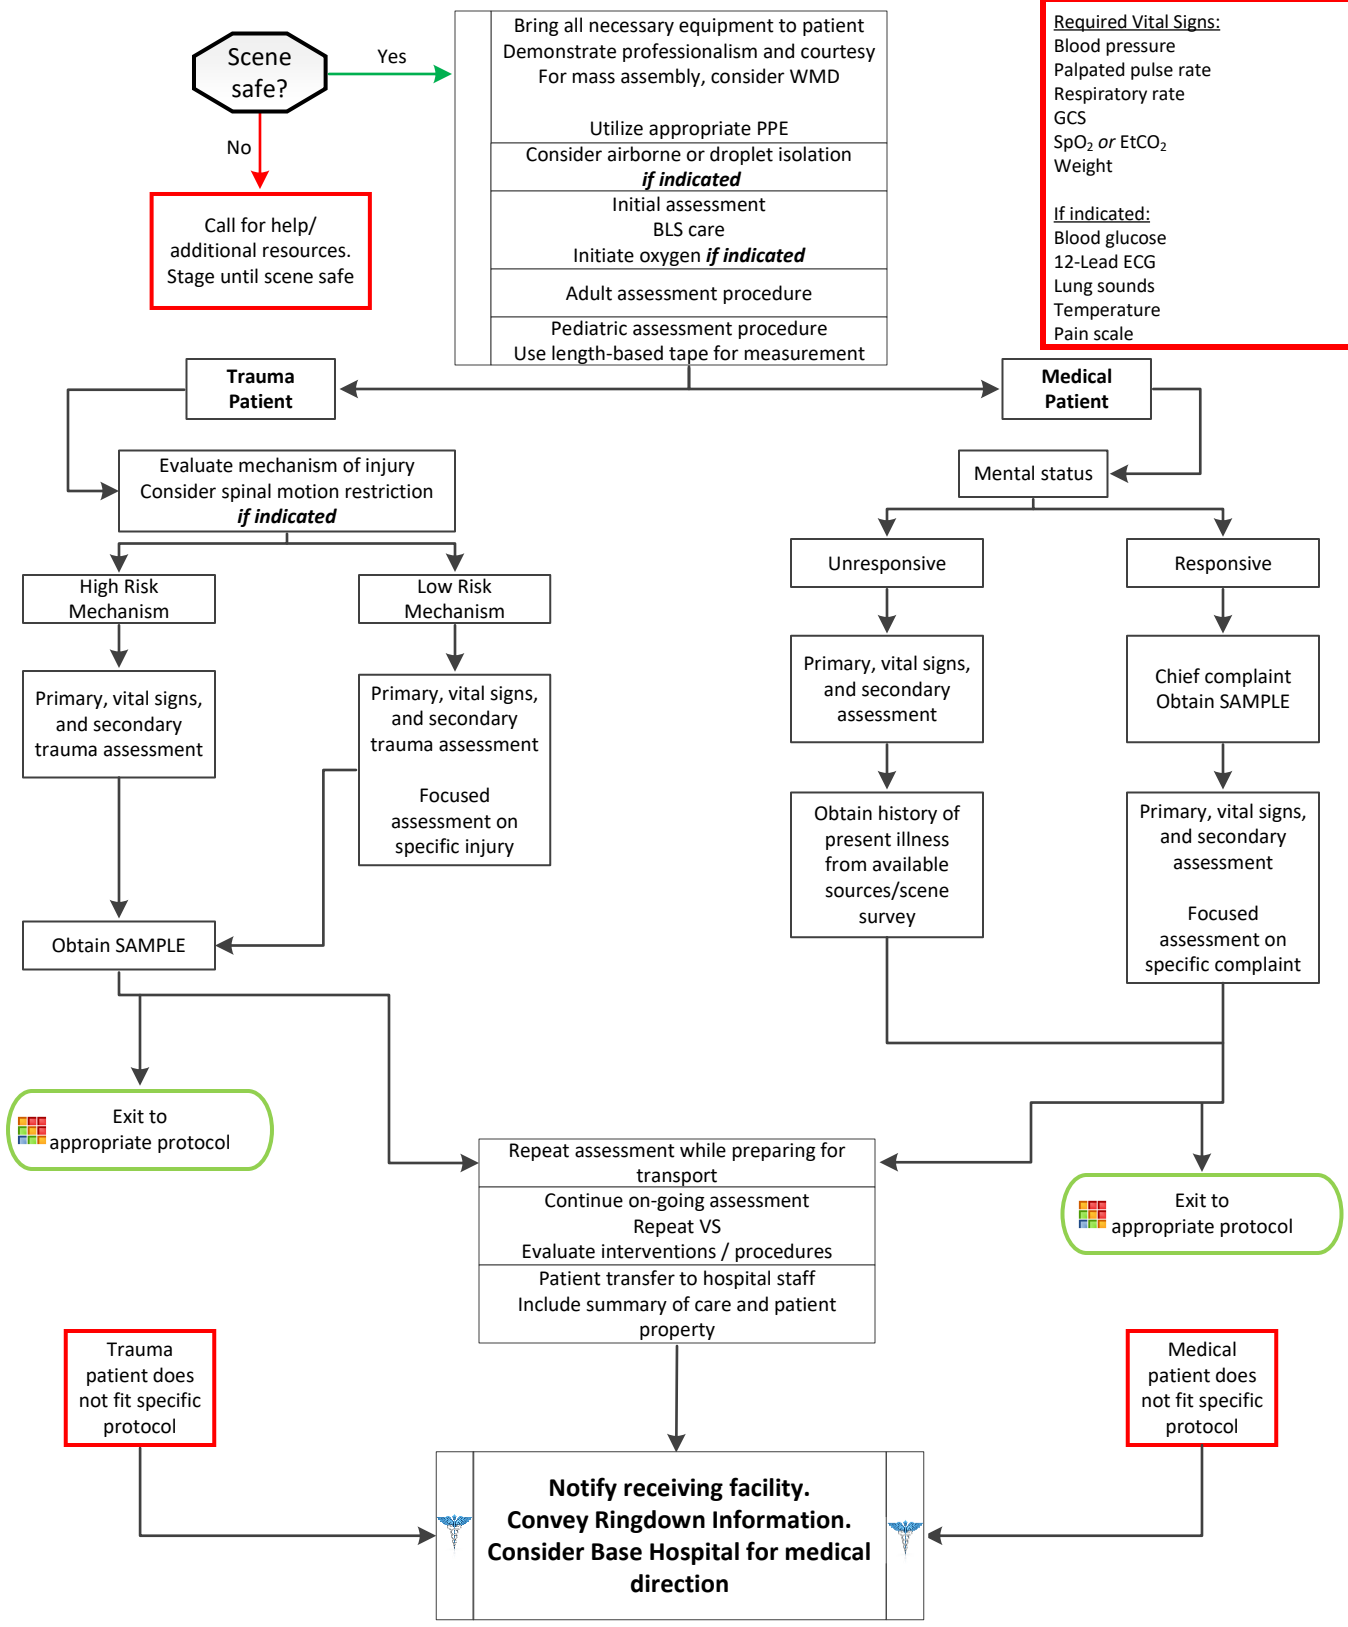 Scene
safe?
Yes
No
Call for help/
additional resources.
Stage until scene safe
Bring all necessary equipment to patient
Demonstrate professionalism and courtesy
For mass assembly, consider WMD
Utilize appropriate PPE
Consider airborne or droplet isolation
if indicated
Initial assessment
BLS care
Initiate oxygen if indicated
Adult assessment procedure
Pediatric assessment procedure
Use length-based tape for measurement
Required Vital Signs:
Blood pressure
Palpated pulse rate
Respiratory rate
GCS
SpO₂ or EtCO₂
Weight
If indicated:
Blood glucose
12-Lead ECG
Lung sounds
Temperature
Pain scale
Trauma
Patient
Medical
Patient
Evaluate mechanism of injury
Consider spinal motion restriction
if indicated
Mental status
High Risk
Mechanism
Low Risk
Mechanism
Unresponsive
Responsive
Primary, vital signs,
and secondary
trauma assessment
Primary, vital signs,
and secondary
trauma assessment
Focused
assessment on
specific injury
Primary, vital signs,
and secondary
assessment
Chief complaint
Obtain SAMPLE
Obtain history of
present illness
from available
sources/scene
survey
Primary, vital signs,
and secondary
assessment
Focused
assessment on
specific complaint
Obtain SAMPLE
Exit to
appropriate protocol
Repeat assessment while preparing for
transport
Continue on-going assessment
Repeat VS
Evaluate interventions / procedures
Patient transfer to hospital staff
Include summary of care and patient
property
Exit to
appropriate protocol
Trauma
patient does
not fit specific
protocol
Medical
patient does
not fit specific
protocol
Notify receiving facility.
Convey Ringdown Information.
Consider Base Hospital for medical
direction